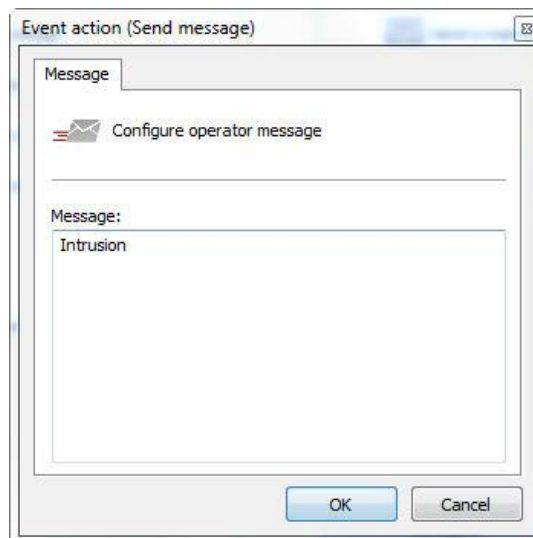 Event action (Send message)
Message
Configure operator message
Message:
Intrusion
OK
Cancel